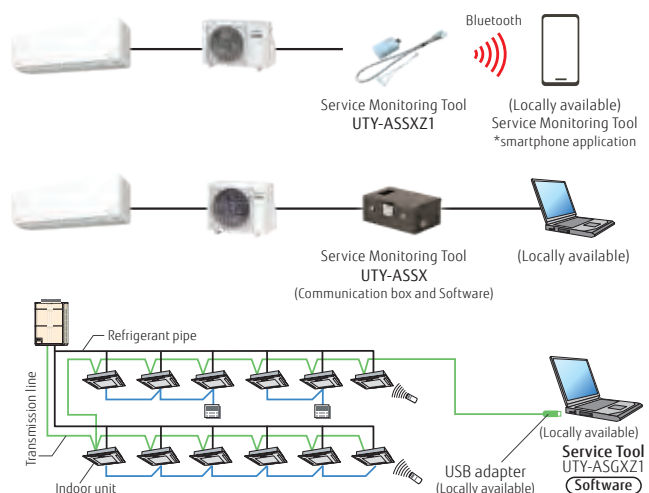 Bluetooth
Service Monitoring Tool
UTY-ASSXZ1
(Locally available)
Service Monitoring Tool
*smartphone application
Service Monitoring Tool
UTY-ASSX
(Communication box and Software)
(Locally available)
Refrigerant pipe
Transmission line
Indoor unit
USB adapter
(Locally available)
(Locally available)
Service Tool
UTY-ASGXZ1
Software